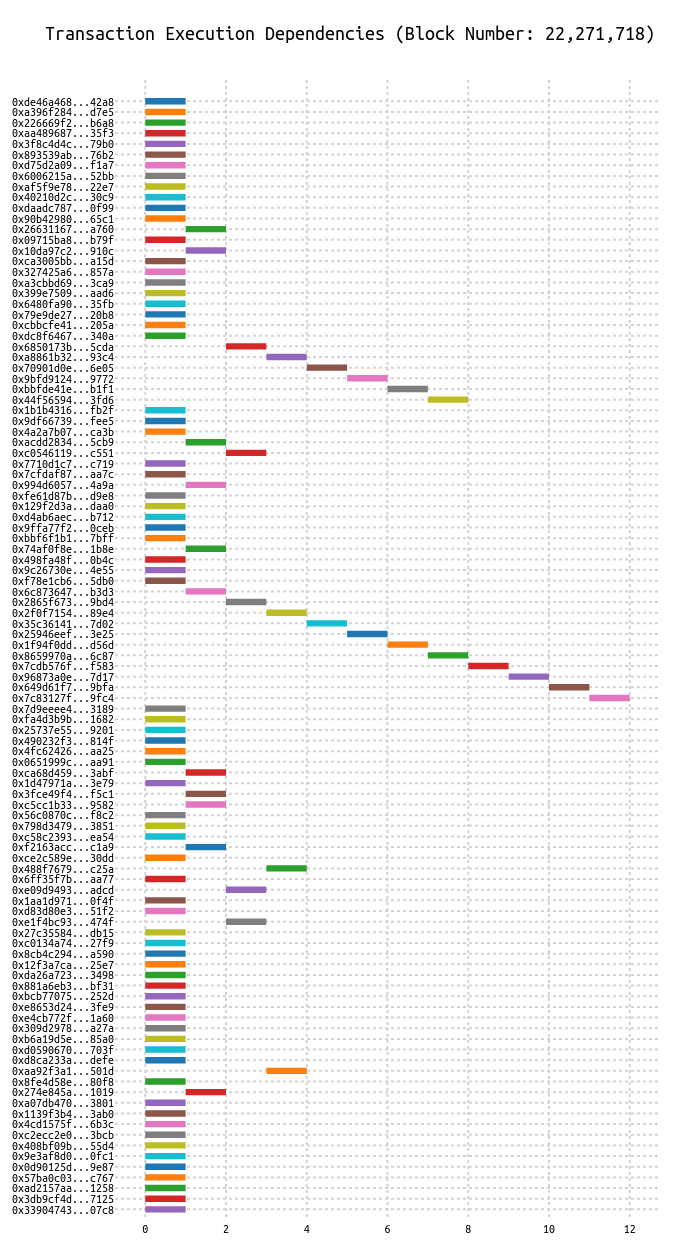 Transaction Execution Dependencies (Block Number: 22,271,718)
0xde46a468...42a8
0xa396f284...d7e5
0x226669f2...b6a8
0xaa489687...35f3
0x3f8c4d4c...79b0
0x893539ab...76b2
0xd75d2a09...f1a7
0x6006215a...52bb
0xaf5f9e78...22e7
0x40210d2c...30c9
0xdaadc787...0f99
0x90b42980...65c1
0x26631167...a760
0x09715ba8...b79f
0x10da97c2...910c
0xca3005bb...a15d
0x327425a6...857a
0xa3cbbd69...3ca9
0x399e7509...aad6
0x6480fa90...35fb
0x79e9de27...20b8
0xcbbcfe41...205a
0xdc8f6467...340a
0x6850173b...5cda
0xa8861b32...93c4
0x70901d0e...6e05
0x9bfd9124...9772
0xbbfde41e...b1f1
0x44f56594...3fd6
0x1b1b4316...fb2f
0x9df66739...fee5
0x4a2a7b07...ca3b
0xacdd2834...5cb9
0xc0546119...c551
0x7710d1c7...c719
0x7cfdaf87...aa7c
0x994d6057...4a9a
0xfe61d87b...d9e8
0x129f2d3a...daa0
0xd4ab6aec...b712
0x9ffa77f2...0ceb
0xbbf6f1b1...7bff
0x74af0f8e...1b8e
0x498fa48f...0b4c
0x9c26730e...4e55
0xf78e1cb6...5db0
0x6c873647...b3d3
0x2865f673...9bd4
0x2f0f7154...89e4
0x35c36141...7d02
0x25946eef...3e25
0x1f94f0dd...d56d
0x8659970a...6c87
0x7cdb576f...f583
0x96873a0e...7d17
0x649d61f7...9bfa
0x7c83127f...9fc4
0x7d9eeee4...3189
0xfa4d3b9b...1682
0x25737e55...9201
0x490232f3...814f
0x4fc62426...aa25
0x0651999c...aa91
0xca68d459...3abf
0x1d47971a...3e79
0x3fce49f4...f5c1
0xc5cc1b33...9582
0x56c0870c...f8c2
0x798d3479...3851
0xc58c2393...ea54
0xf2163acc...c1a9
0xce2c589e...30dd
0x488f7679...c25a
0x6ff35f7b...aa77
0xe09d9493...adcd
0x1aa1d971...0f4f
0xd83d80e3...51f2
0xe1f4bc93...474f
0x27c35584...db15
0xc0134a74...27f9
0x8cb4c294...a590
0x12f3a7ca...25e7
0xda26a723...3498
0x881a6eb3...bf31
0xbcb77075...252d
0xe8653d24...3fe9
0xe4cb772f...1a60
0x309d2978...a27a
0xb6a19d5e...85a0
0xd0590670...703f
0xd8ca233a...defe
0xaa92f3a1...501d
0x8fe4d58e...80f8
0x274e845a...1019
0xa07db470...3801
0x1139f3b4...3ab0
0x4cd1575f...6b3c
0xc2ecc2e0...3bcb
0x408bf09b...55d4
0x9e3af8d0...0fc1
0x0d90125d...9e87
0x57ba0c03...c767
0xad2157aa...1258
0x3db9cf4d...7125
0x33904743...07c8
0 2 4 6 8 10 12